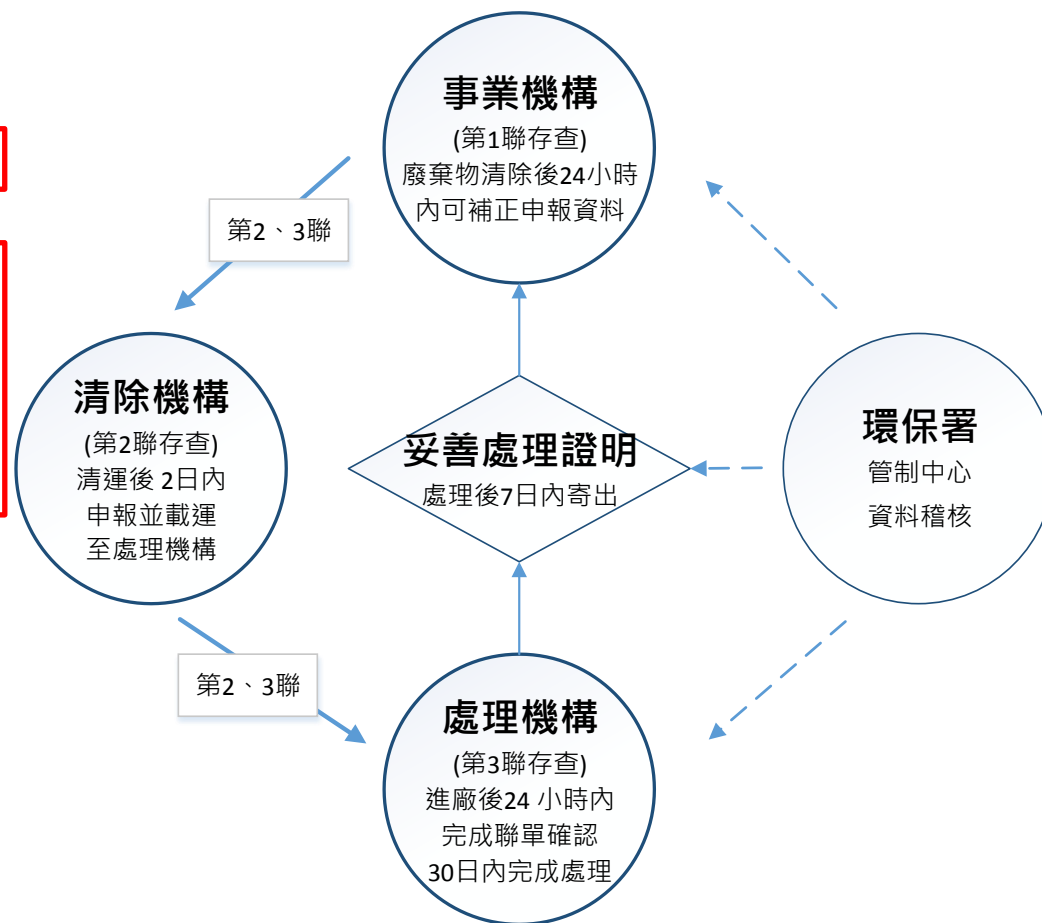 事業機構
(第1聯存查)
廢棄物清除後24小時
內可補正申報資料
第2、3聯
清除機構
(第2聯存查)
清運後 2日內
申報並載運
至處理機構
妥善處理證明
處理後7日內寄出
環保署
管制中心
資料稽核
第2、3聯
處理機構
(第3聯存查)
進廠後24 小時內
完成聯單確認
30日內完成處理